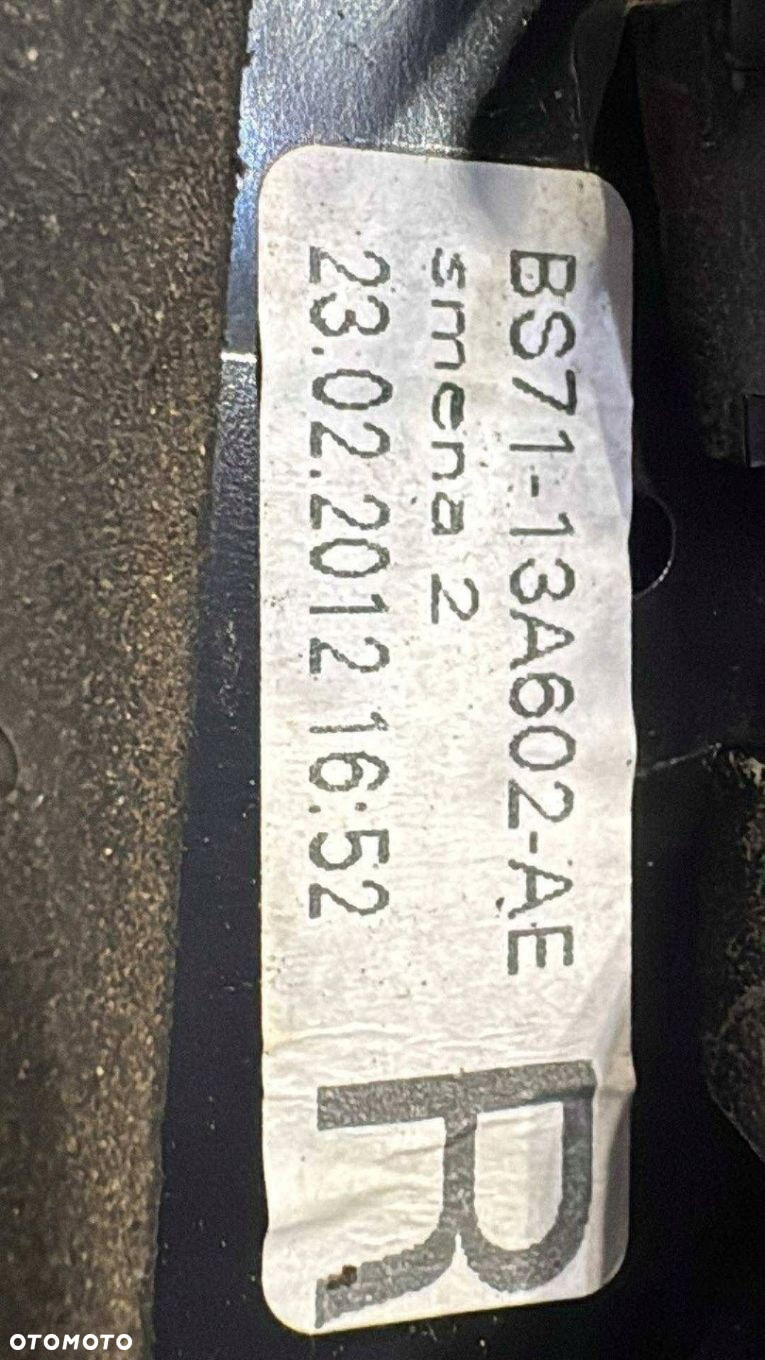 BS71-13A602-AE
smena 2
23.02.2012 16:52
R
OTOMOTO